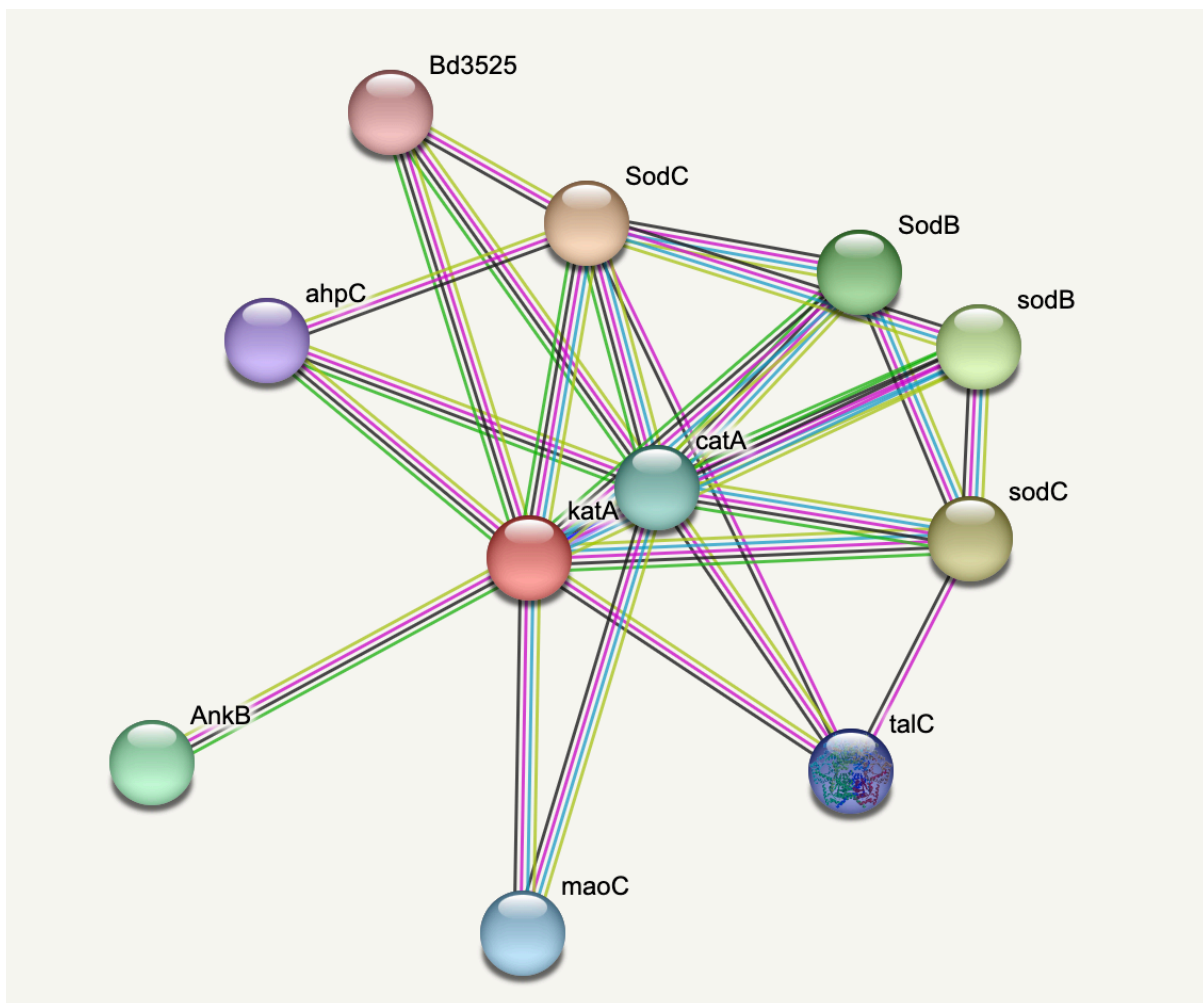 Bd3525
SodC
SodB
ahpC
sodB
catA
sodC
katA
AnkB
talC
maoC